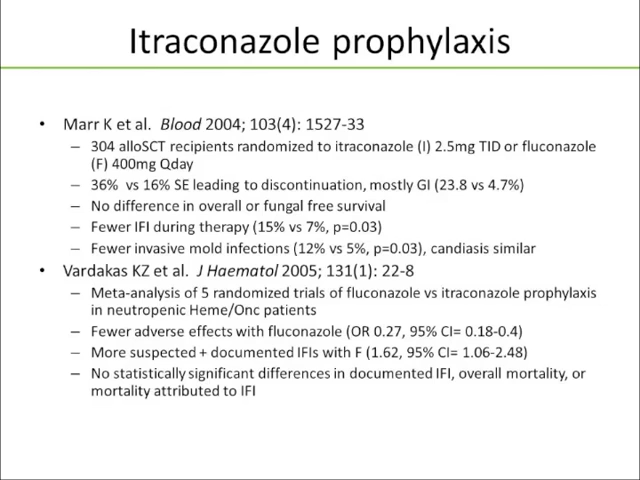 Itraconazole prophylaxis
• Marr K et al. Blood 2004; 103(4): 1527-33
– 304 alloSCT recipients randomized to itraconazole (I) 2.5mg TID or fluconazole
(F) 400mg Qday
– 36% vs 16% SE leading to discontinuation, mostly GI (23.8 vs 4.7%)
– No difference in overall or fungal free survival
– Fewer IFI during therapy (15% vs 7%, p=0.03)
– Fewer invasive mold infections (12% vs 5%, p=0.03), candiasis similar
• Vardakas KZ et al. J Haematol 2005; 131(1): 22-8
– Meta-analysis of 5 randomized trials of fluconazole vs itraconazole prophylaxis
in neutropenic Heme/Onc patients
– Fewer adverse effects with fluconazole (OR 0.27, 95% CI= 0.18-0.4)
– More suspected + documented IFIs with F (1.62, 95% CI= 1.06-2.48)
– No statistically significant differences in documented IFI, overall mortality, or
mortality attributed to IFI